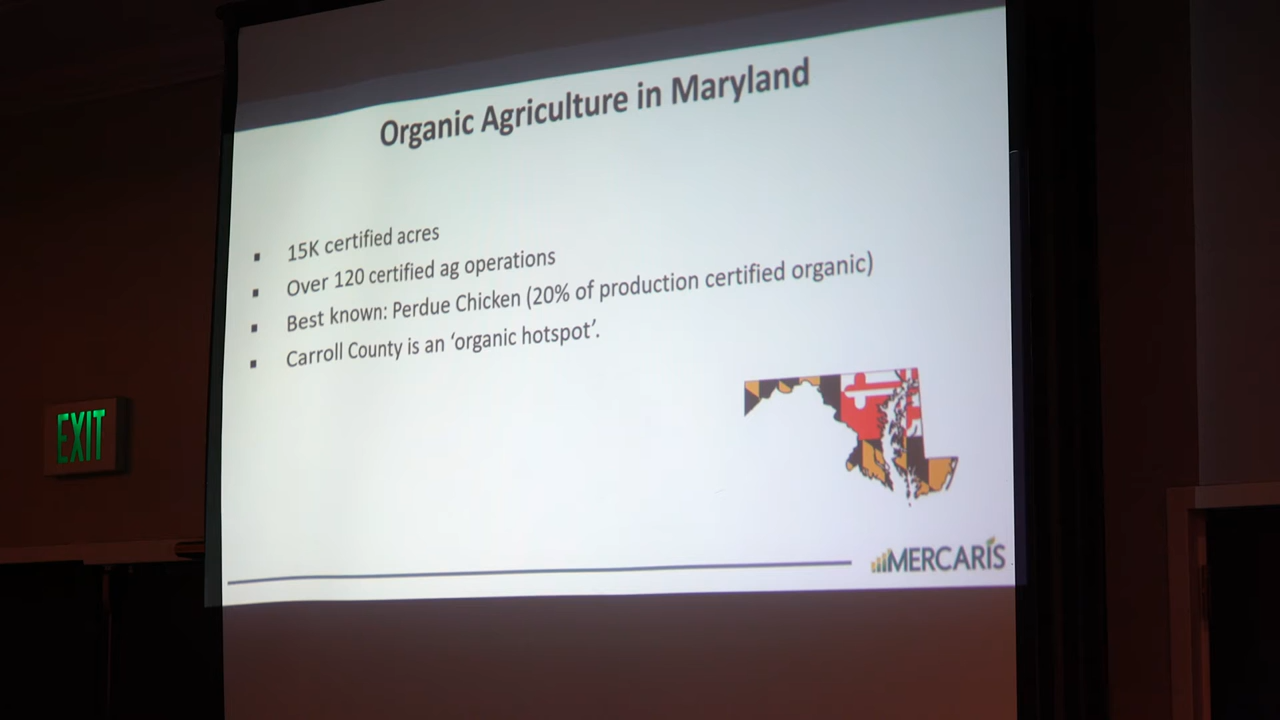 Organic Agriculture in Maryland
▪ 15K certified acres
▪ Over 120 certified ag operations
▪ Best known: Perdue Chicken (20% of production certified organic)
▪ Carroll County is an ‘organic hotspot’.
EXIT
MERCARIS